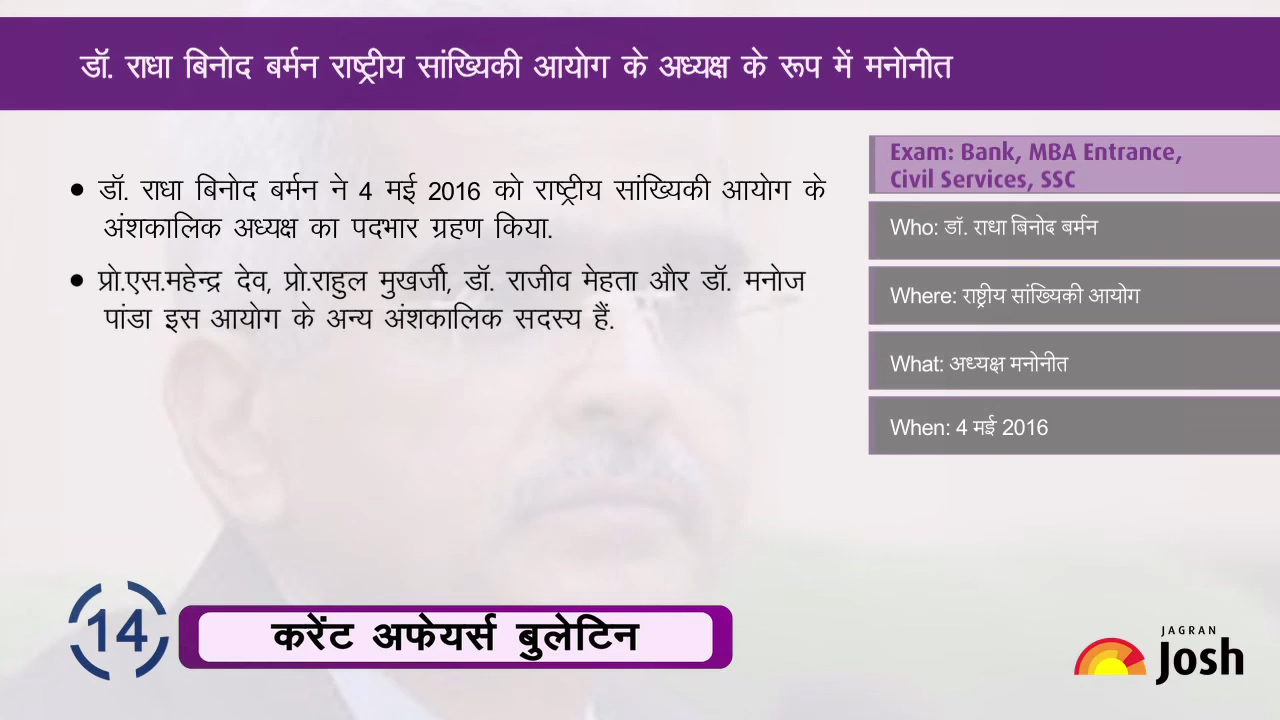 डॉ. राधा बिनोद बर्मन राष्ट्रीय सांख्यिकी आयोग के अध्यक्ष के रूप में मनोनीत
• डॉ. राधा बिनोद बर्मन ने 4 मई 2016 को राष्ट्रीय सांख्यिकी आयोग के
अंशकालिक अध्यक्ष का पदभार ग्रहण किया.
• प्रो.एस.महेन्द्र देव, प्रो.राहुल मुखर्जी, डॉ. राजीव मेहता और डॉ. मनोज
पांडा इस आयोग के अन्य अंशकालिक सदस्य हैं.
Exam: Bank, MBA Entrance,
Civil Services, SSC
Who: डॉ. राधा बिनोद बर्मन
Where: राष्ट्रीय सांख्यिकी आयोग
What: अध्यक्ष मनोनीत
When: 4 मई 2016
14
करेंट अफेयर्स बुलेटिन
JAGRAN
Josh